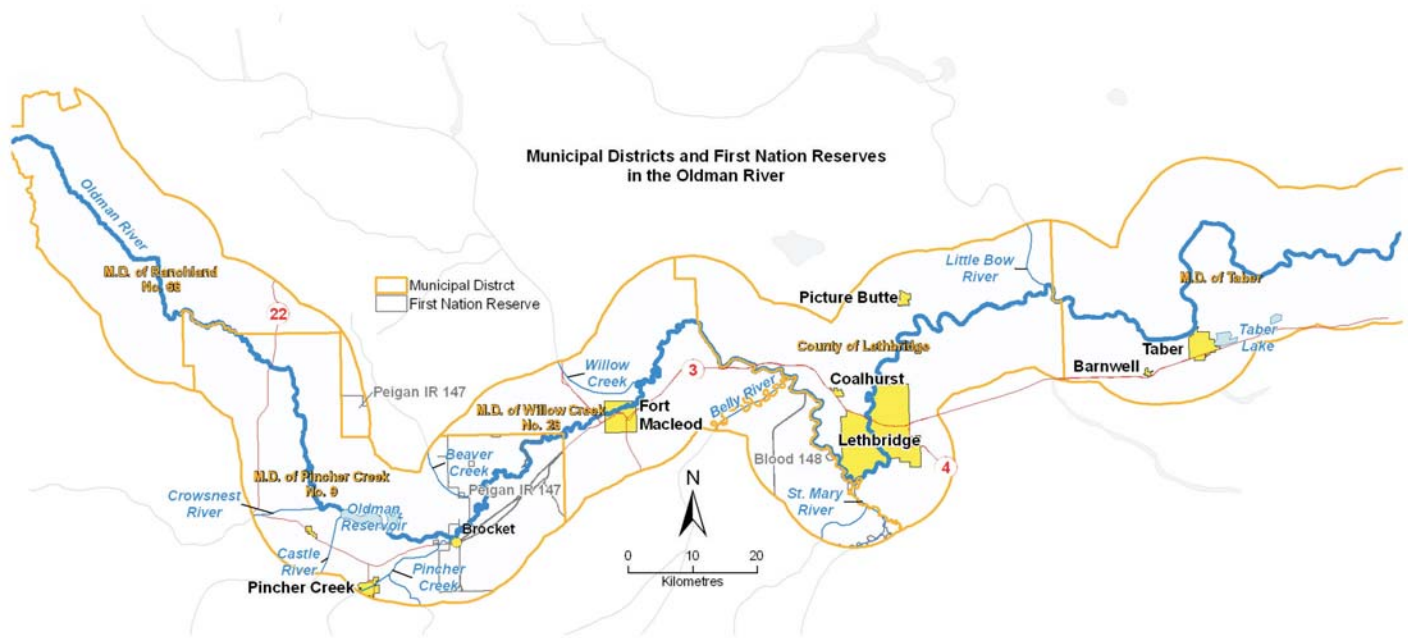 Municipal Districts and First Nation Reserves
in the Oldman River
Oldman River
M.D. of Ranchland
No. 66
22
Municipal Distrct
First Nation Reserve
Peigan IR 147
M.D. of Pincher Creek
No. 9
Crowsnest
River
Oldman
Reservoir
Castle
River
Pincher Creek
Pincher
Creek
Brocket
Beaver
Creek
Peigan IR 147
Willow
Creek
M.D. of Willow Creek
No. 26
Fort
Macleod
3
Belly River
Blood 148
St. Mary
River
N
0 10 20
Kilometres
Picture Butte
County of Lethbridge
Coalhurst
Lethbridge
4
Little Bow
River
M.D. of Taber
Taber
Barnwell
Taber
Lake